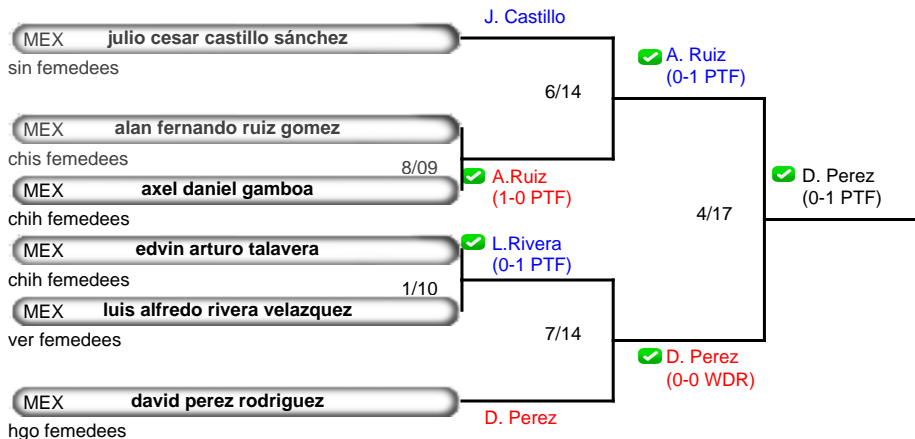 J. Castillo
MEX julio cesar castillo sánchez
sin femedees
A. Ruiz
(0-1 PTF)
6/14
MEX alan fernando ruiz gomez
chis femedees
8/09
MEX axel daniel gamboa
chih femedees
A.Ruiz
(1-0 PTF)
D. Perez
(0-1 PTF)
4/17
MEX edvin arturo talavera
chih femedees
L.Rivera
(0-1 PTF)
1/10
MEX luis alfredo rivera velazquez
ver femedees
7/14
D. Perez
(0-0 WDR)
MEX david perez rodriguez
hgo femedees
D. Perez